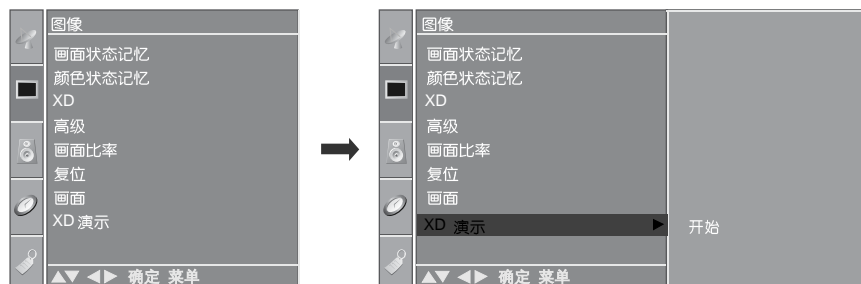 图像
画面状态记忆
颜色状态记忆
XD
高级
画面比率
复位
画面
XD 演示
▲▼ ◀▶ 确定 菜单
图像
画面状态记忆
颜色状态记忆
XD
高级
画面比率
复位
画面
XD 演示 ▶ 开始
▲▼ ◀▶ 确定 菜单